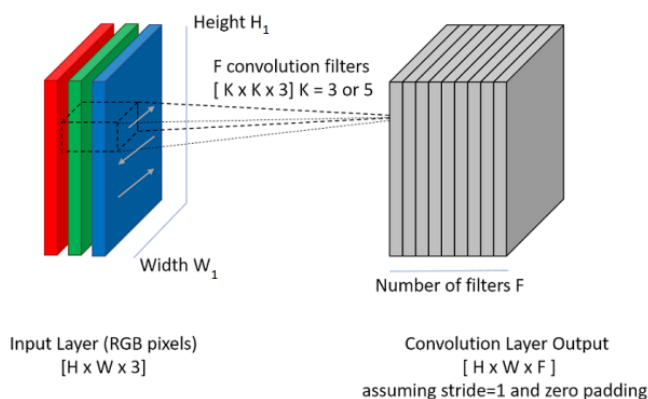 Height H₁
F convolution filters
[ K x K x 3] K = 3 or 5
Width W₁
Number of filters F
Input Layer (RGB pixels)
[H x W x 3]
Convolution Layer Output
[ H x W x F ]
assuming stride=1 and zero padding